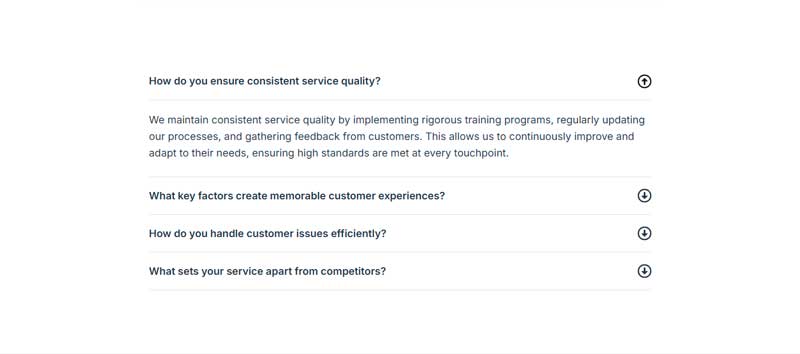 How do you ensure consistent service quality?
We maintain consistent service quality by implementing rigorous training programs, regularly updating
our processes, and gathering feedback from customers. This allows us to continuously improve and
adapt to their needs, ensuring high standards are met at every touchpoint.
What key factors create memorable customer experiences?
How do you handle customer issues efficiently?
What sets your service apart from competitors?